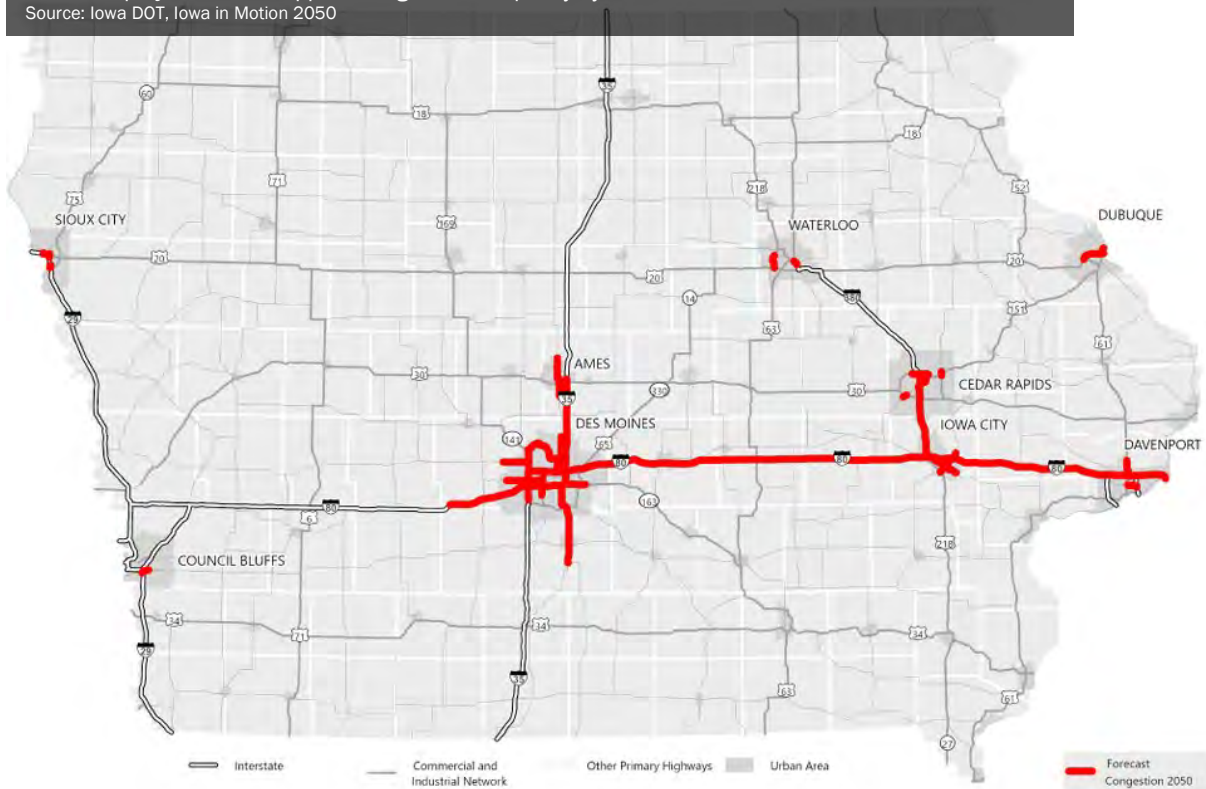 Source: Iowa DOT, Iowa in Motion 2050
35
60
18
18
71
218
52
75
169
SIOUX CITY
WATERLOO
DUBUQUE
20
20
20
14
380
29
151
63
61
AMES
30
35
330
30
CEDAR RAPIDS
DES MOINES
IOWA CITY
141
65
DAVENPORT
80
80
80
163
80
6
218
COUNCIL BLUFFS
34
34
34
71
29
35
63
61
27
Interstate
Commercial and
Industrial Network
Other Primary Highways
Urban Area
Forecast
Congestion 2050